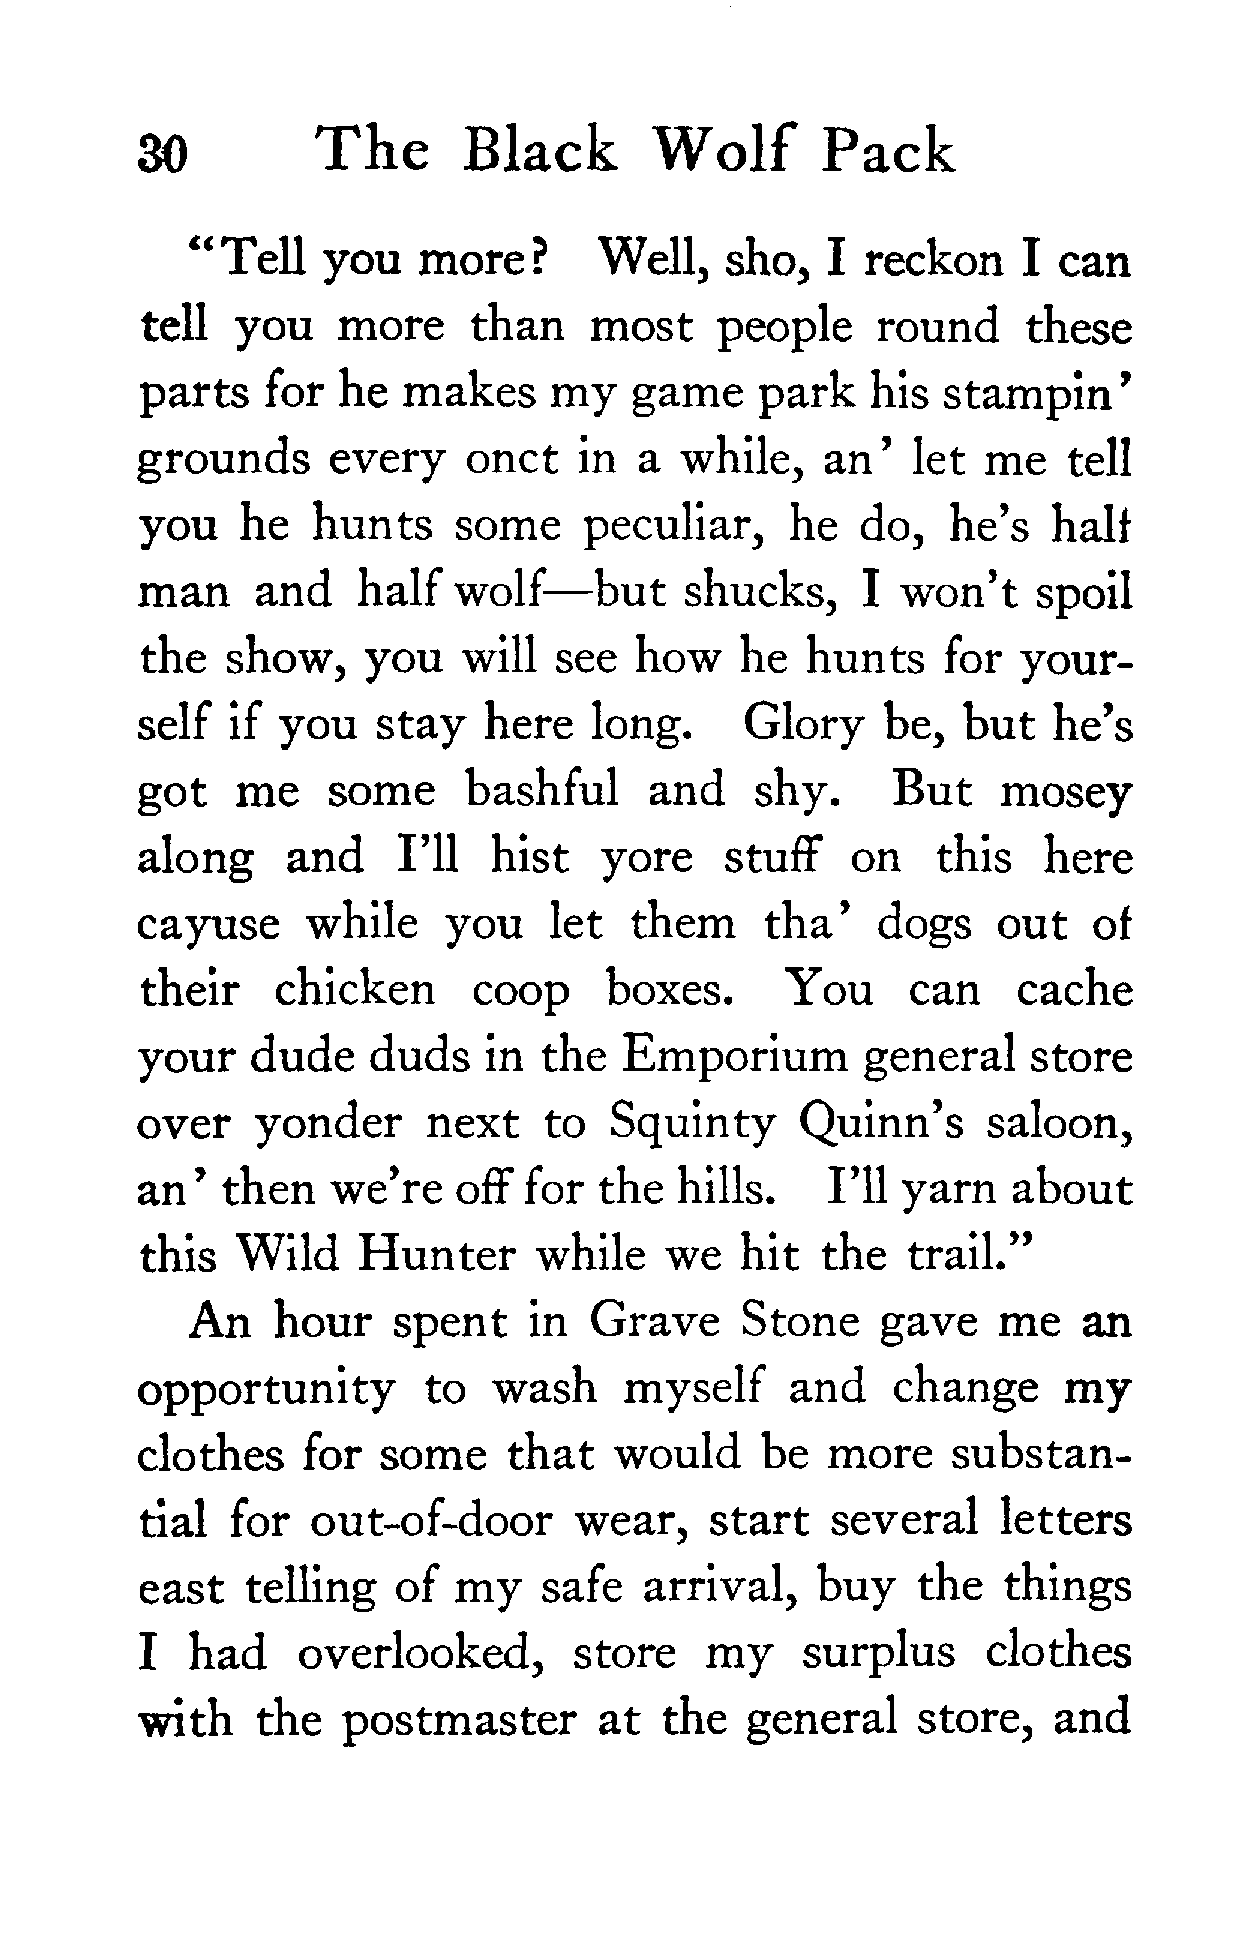 30 The Black Wolf Pack
"Tell you more? Well, sho, I reckon I can
tell you more than most people round these
parts for he makes my game park his stampin'
grounds every onct in a while, an' let me tell
you he hunts some peculiar, he do, he's half
man and half wolf—but shucks, I won't spoil
the show, you will see how he hunts for your-
self if you stay here long. Glory be, but he's
got me some bashful and shy. But mosey
along and I'll hist yore stuff on this here
cayuse while you let them tha' dogs out of
their chicken coop boxes. You can cache
your dude duds in the Emporium general store
over yonder next to Squinty Quinn's saloon,
an' then we're off for the hills. I'll yarn about
this Wild Hunter while we hit the trail."
An hour spent in Grave Stone gave me an
opportunity to wash myself and change my
clothes for some that would be more substan-
tial for out-of-door wear, start several letters
east telling of my safe arrival, buy the things
I had overlooked, store my surplus clothes
with the postmaster at the general store, and